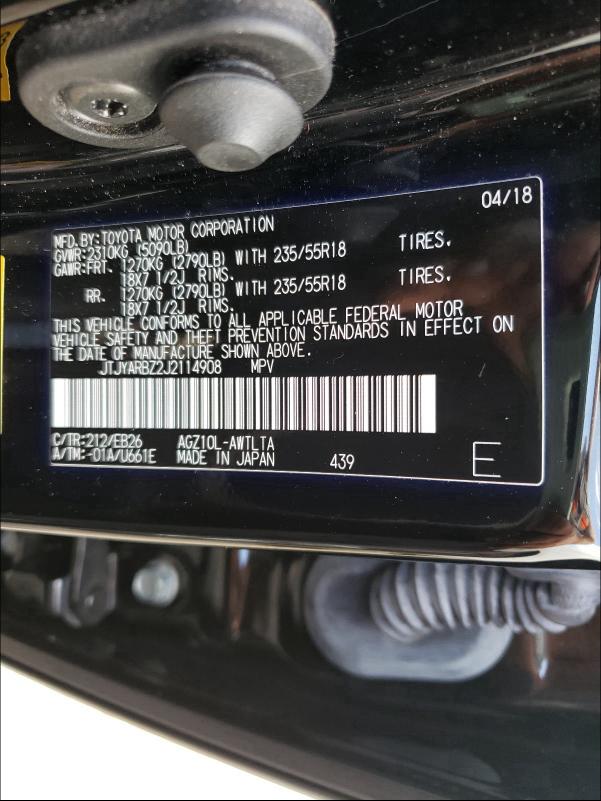 04/18
MFD.BY:TOYOTA MOTOR CORPORATION
GVWR:2310KG (5090LB)
GAWR:FRT. 1270KG (2790LB) WITH 235/55R18 TIRES.
18X7 1/2J RIMS.
RR. 1270KG (2790LB) WITH 235/55R18 TIRES.
18X7 1/2J RIMS.
THIS VEHICLE CONFORMS TO ALL APPLICABLE FEDERAL MOTOR
VEHICLE SAFETY AND THEFT PREVENTION STANDARDS IN EFFECT ON
THE DATE OF MANUFACTURE SHOWN ABOVE.
JTJYARBZ2J2114908 MPV
C/TR:212/EB26 AGZ10L-AWTLTA
A/TM:-01A/U661E MADE IN JAPAN 439 E